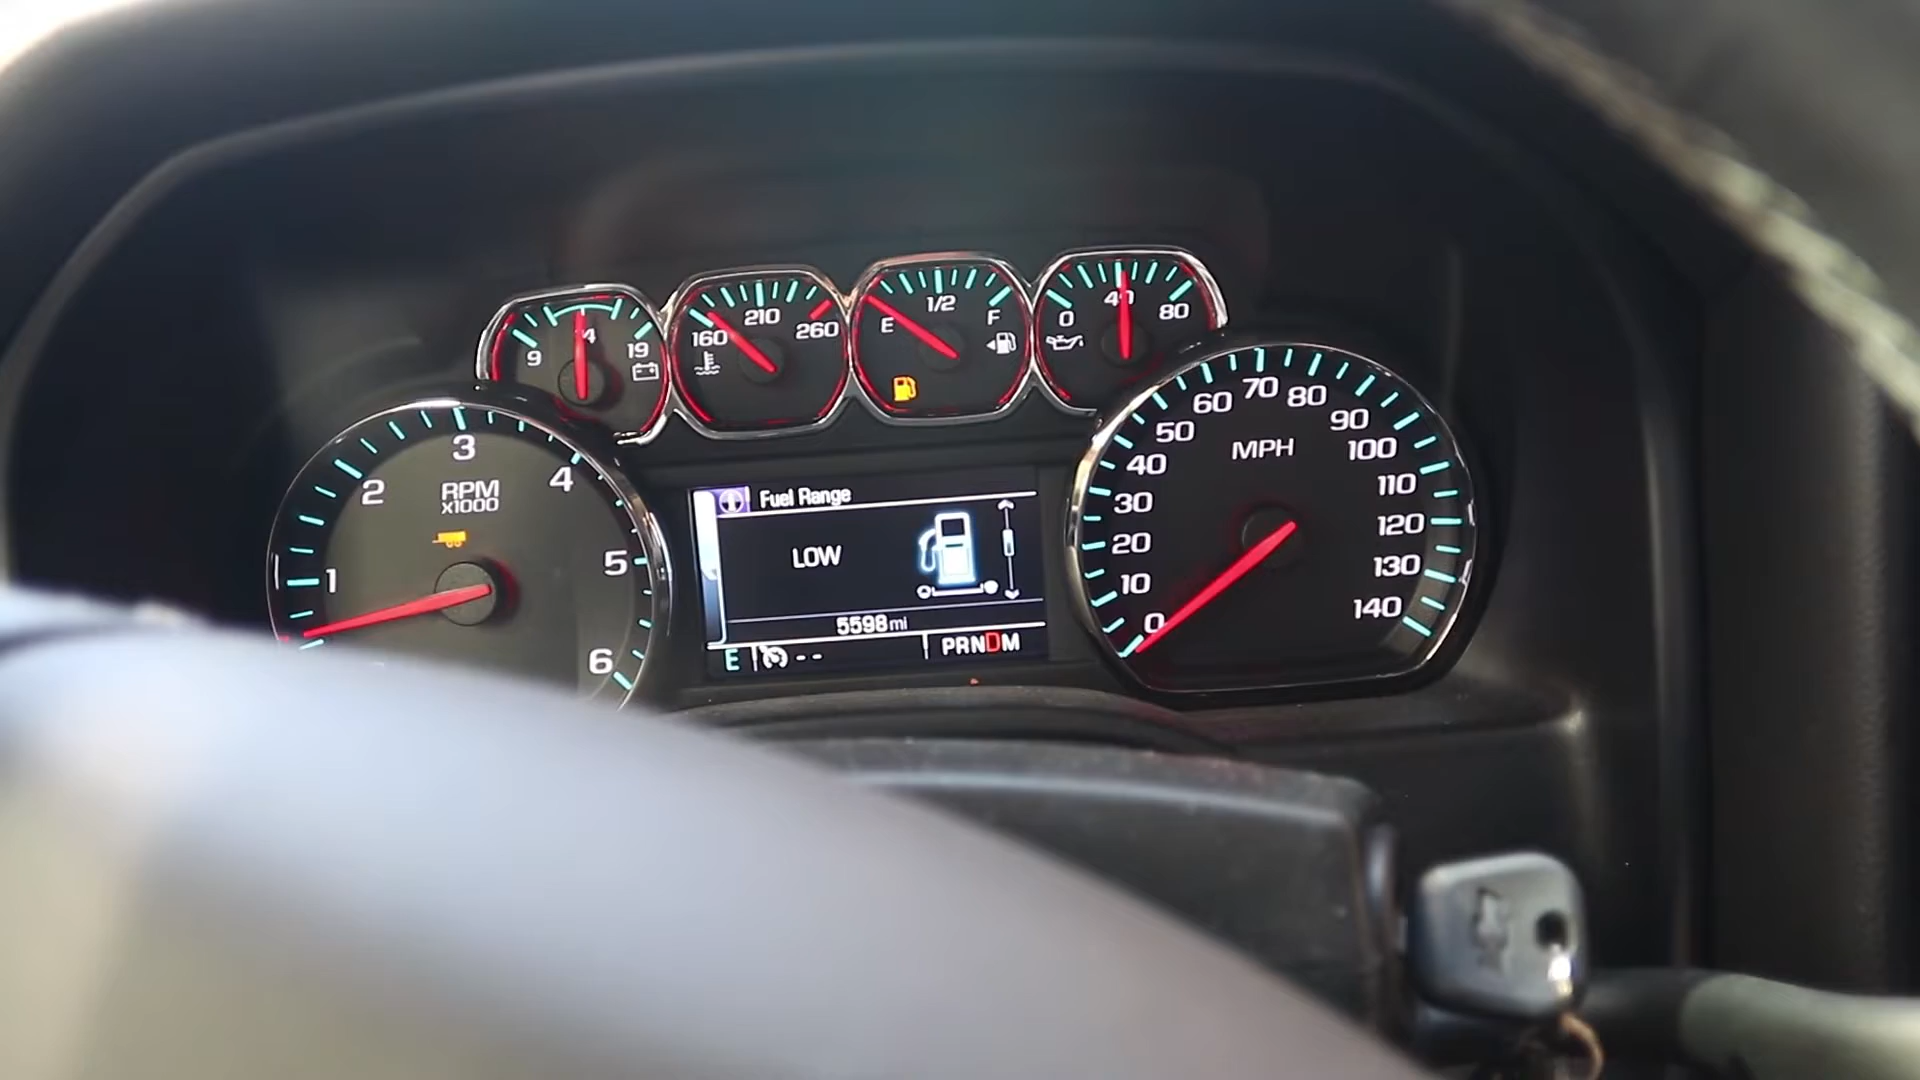 9 14 19
160 210 260
E 1/2 F
0 40 80
1 2 3 4 5 6
RPM
x1000
Fuel Range
LOW
5598 mi
E -- PRNDM
0 10 20 30 40 50 60 70 80 90 100 110 120 130 140
MPH